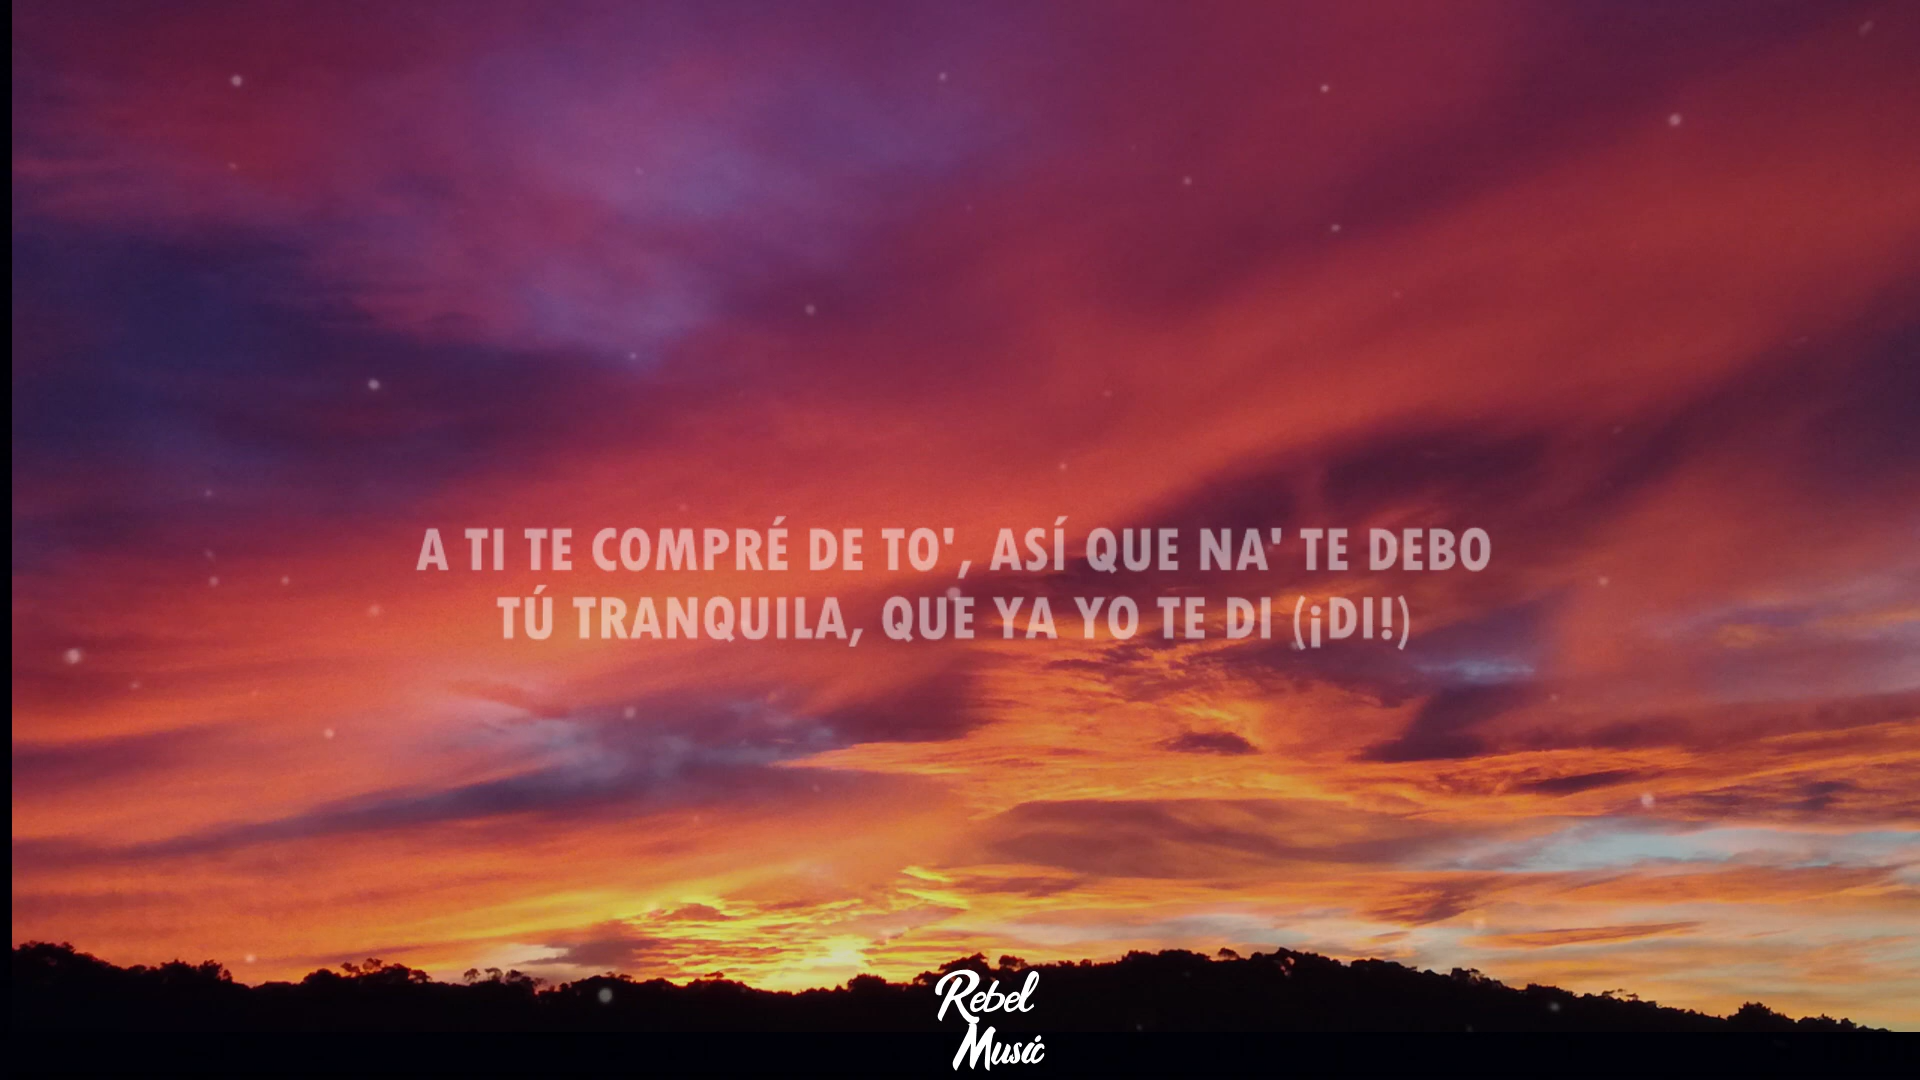 A TI TE COMPRÉ DE TO', ASÍ QUE NA' TE DEBO
TÚ TRANQUILA, QUE YA YO TE DI (¡DI!)
Rebel
Music